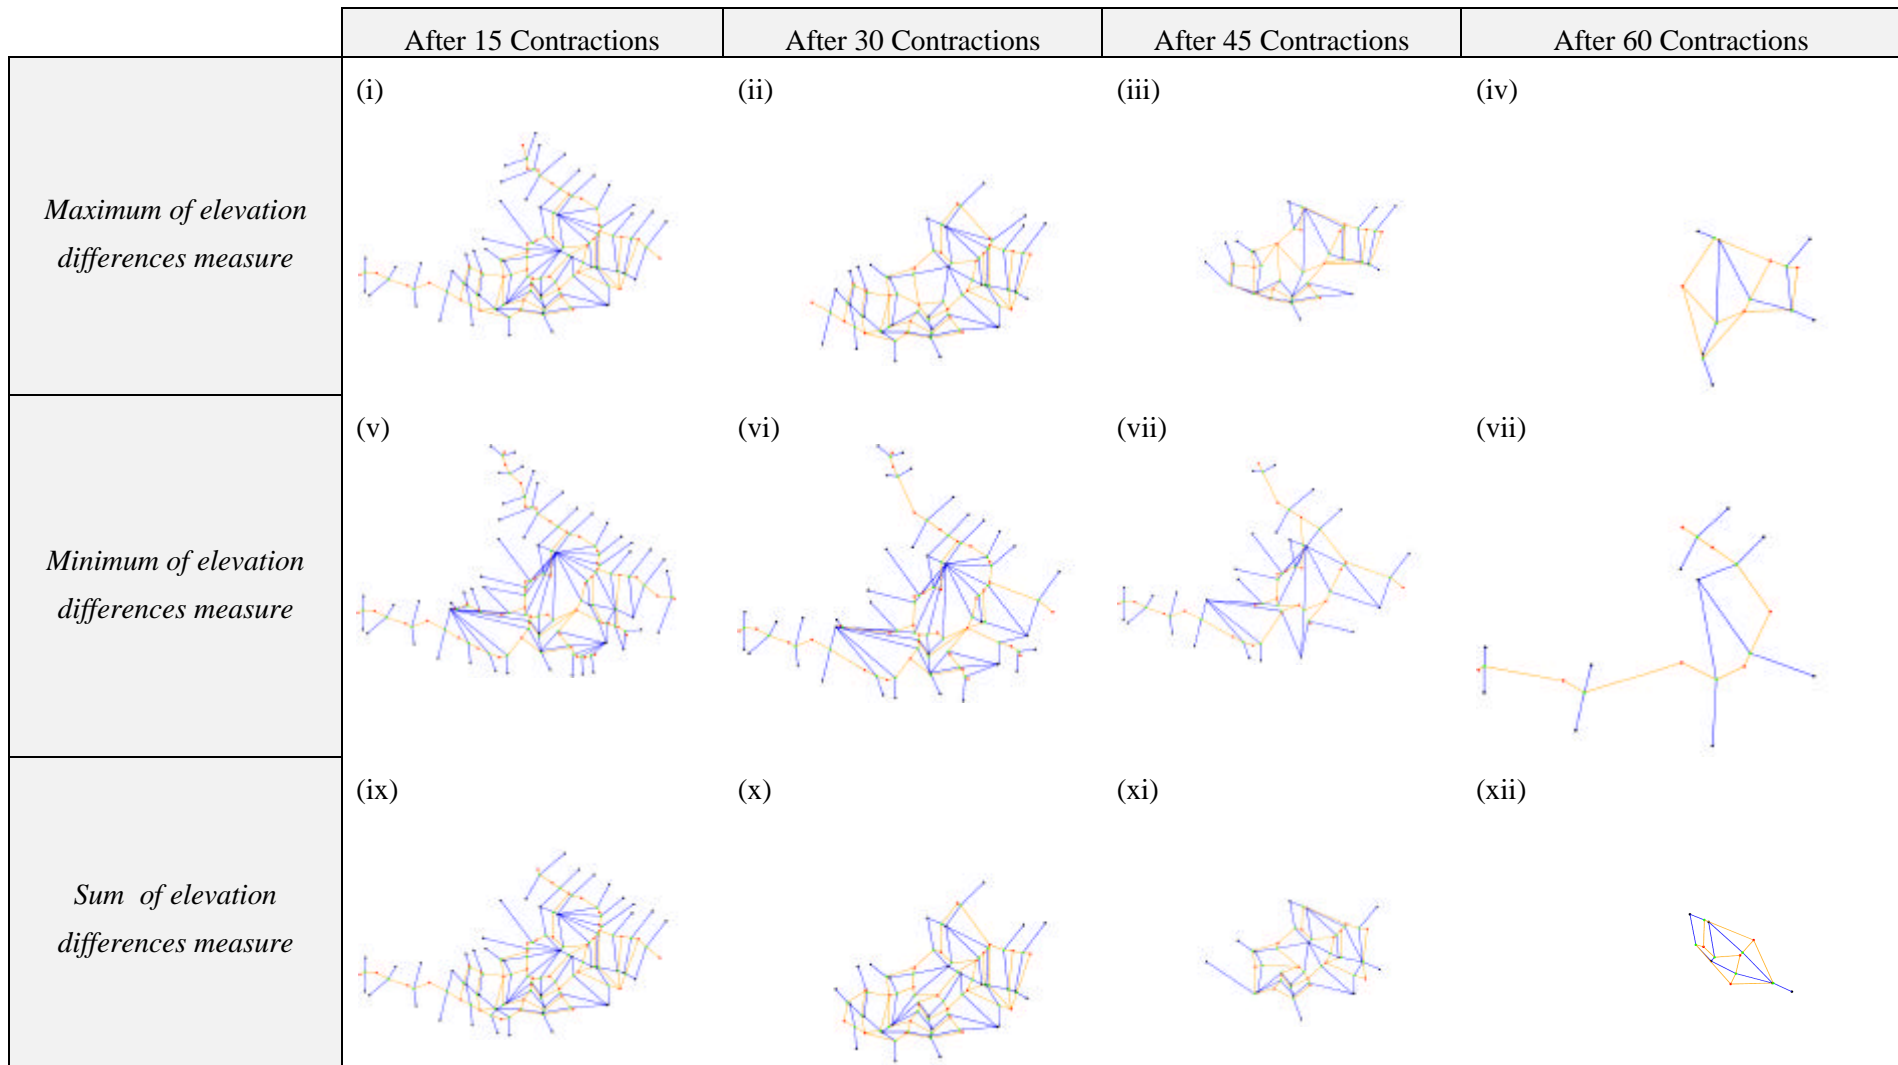 After 15 Contractions After 30 Contractions After 45 Contractions After 60 Contractions
(i) (ii) (iii) (iv)
Maximum of elevation
differences measure
(v) (vi) (vii) (vii)
Minimum of elevation
differences measure
(ix) (x) (xi) (xii)
Sum of elevation
differences measure